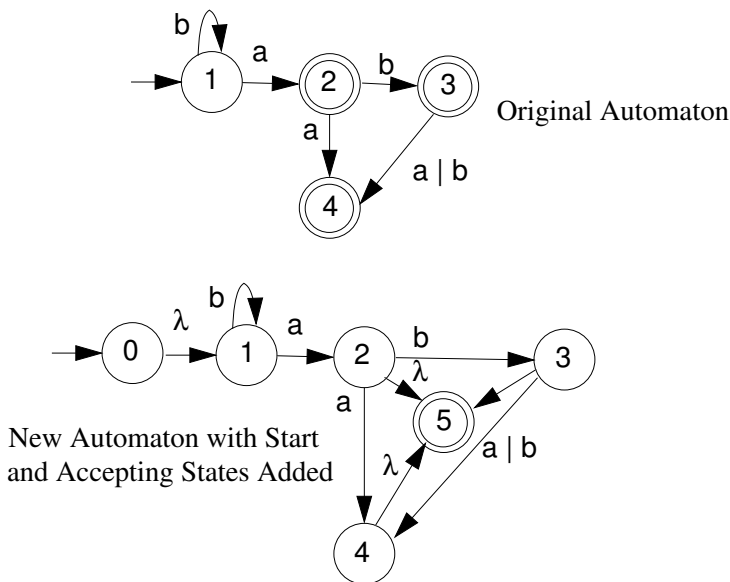 b
a
1
2
b
3
Original Automaton
a
a | b
4
b
λ
a
0
1
2
b
3
λ
a
5
New Automaton with Start
and Accepting States Added
a | b
λ
4